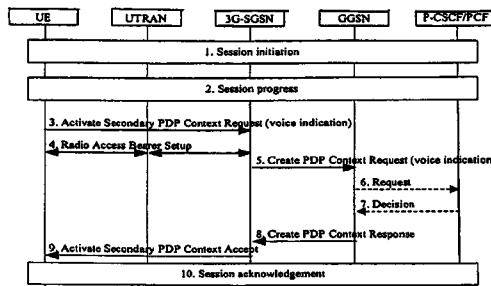 UE UTRAN 3G-SGSN GGSN P-CSCF/PCF
1. Session initiation
2. Session progress
3. Activate Secondary PDP Context Request (voice indication)
4. Radio Access Bearer Setup
5. Create PDP Context Request (voice indication
6. Request
7. Decision
8. Create PDP Context Response
9. Activate Secondary PDP Context Accept
10. Session acknowledgement